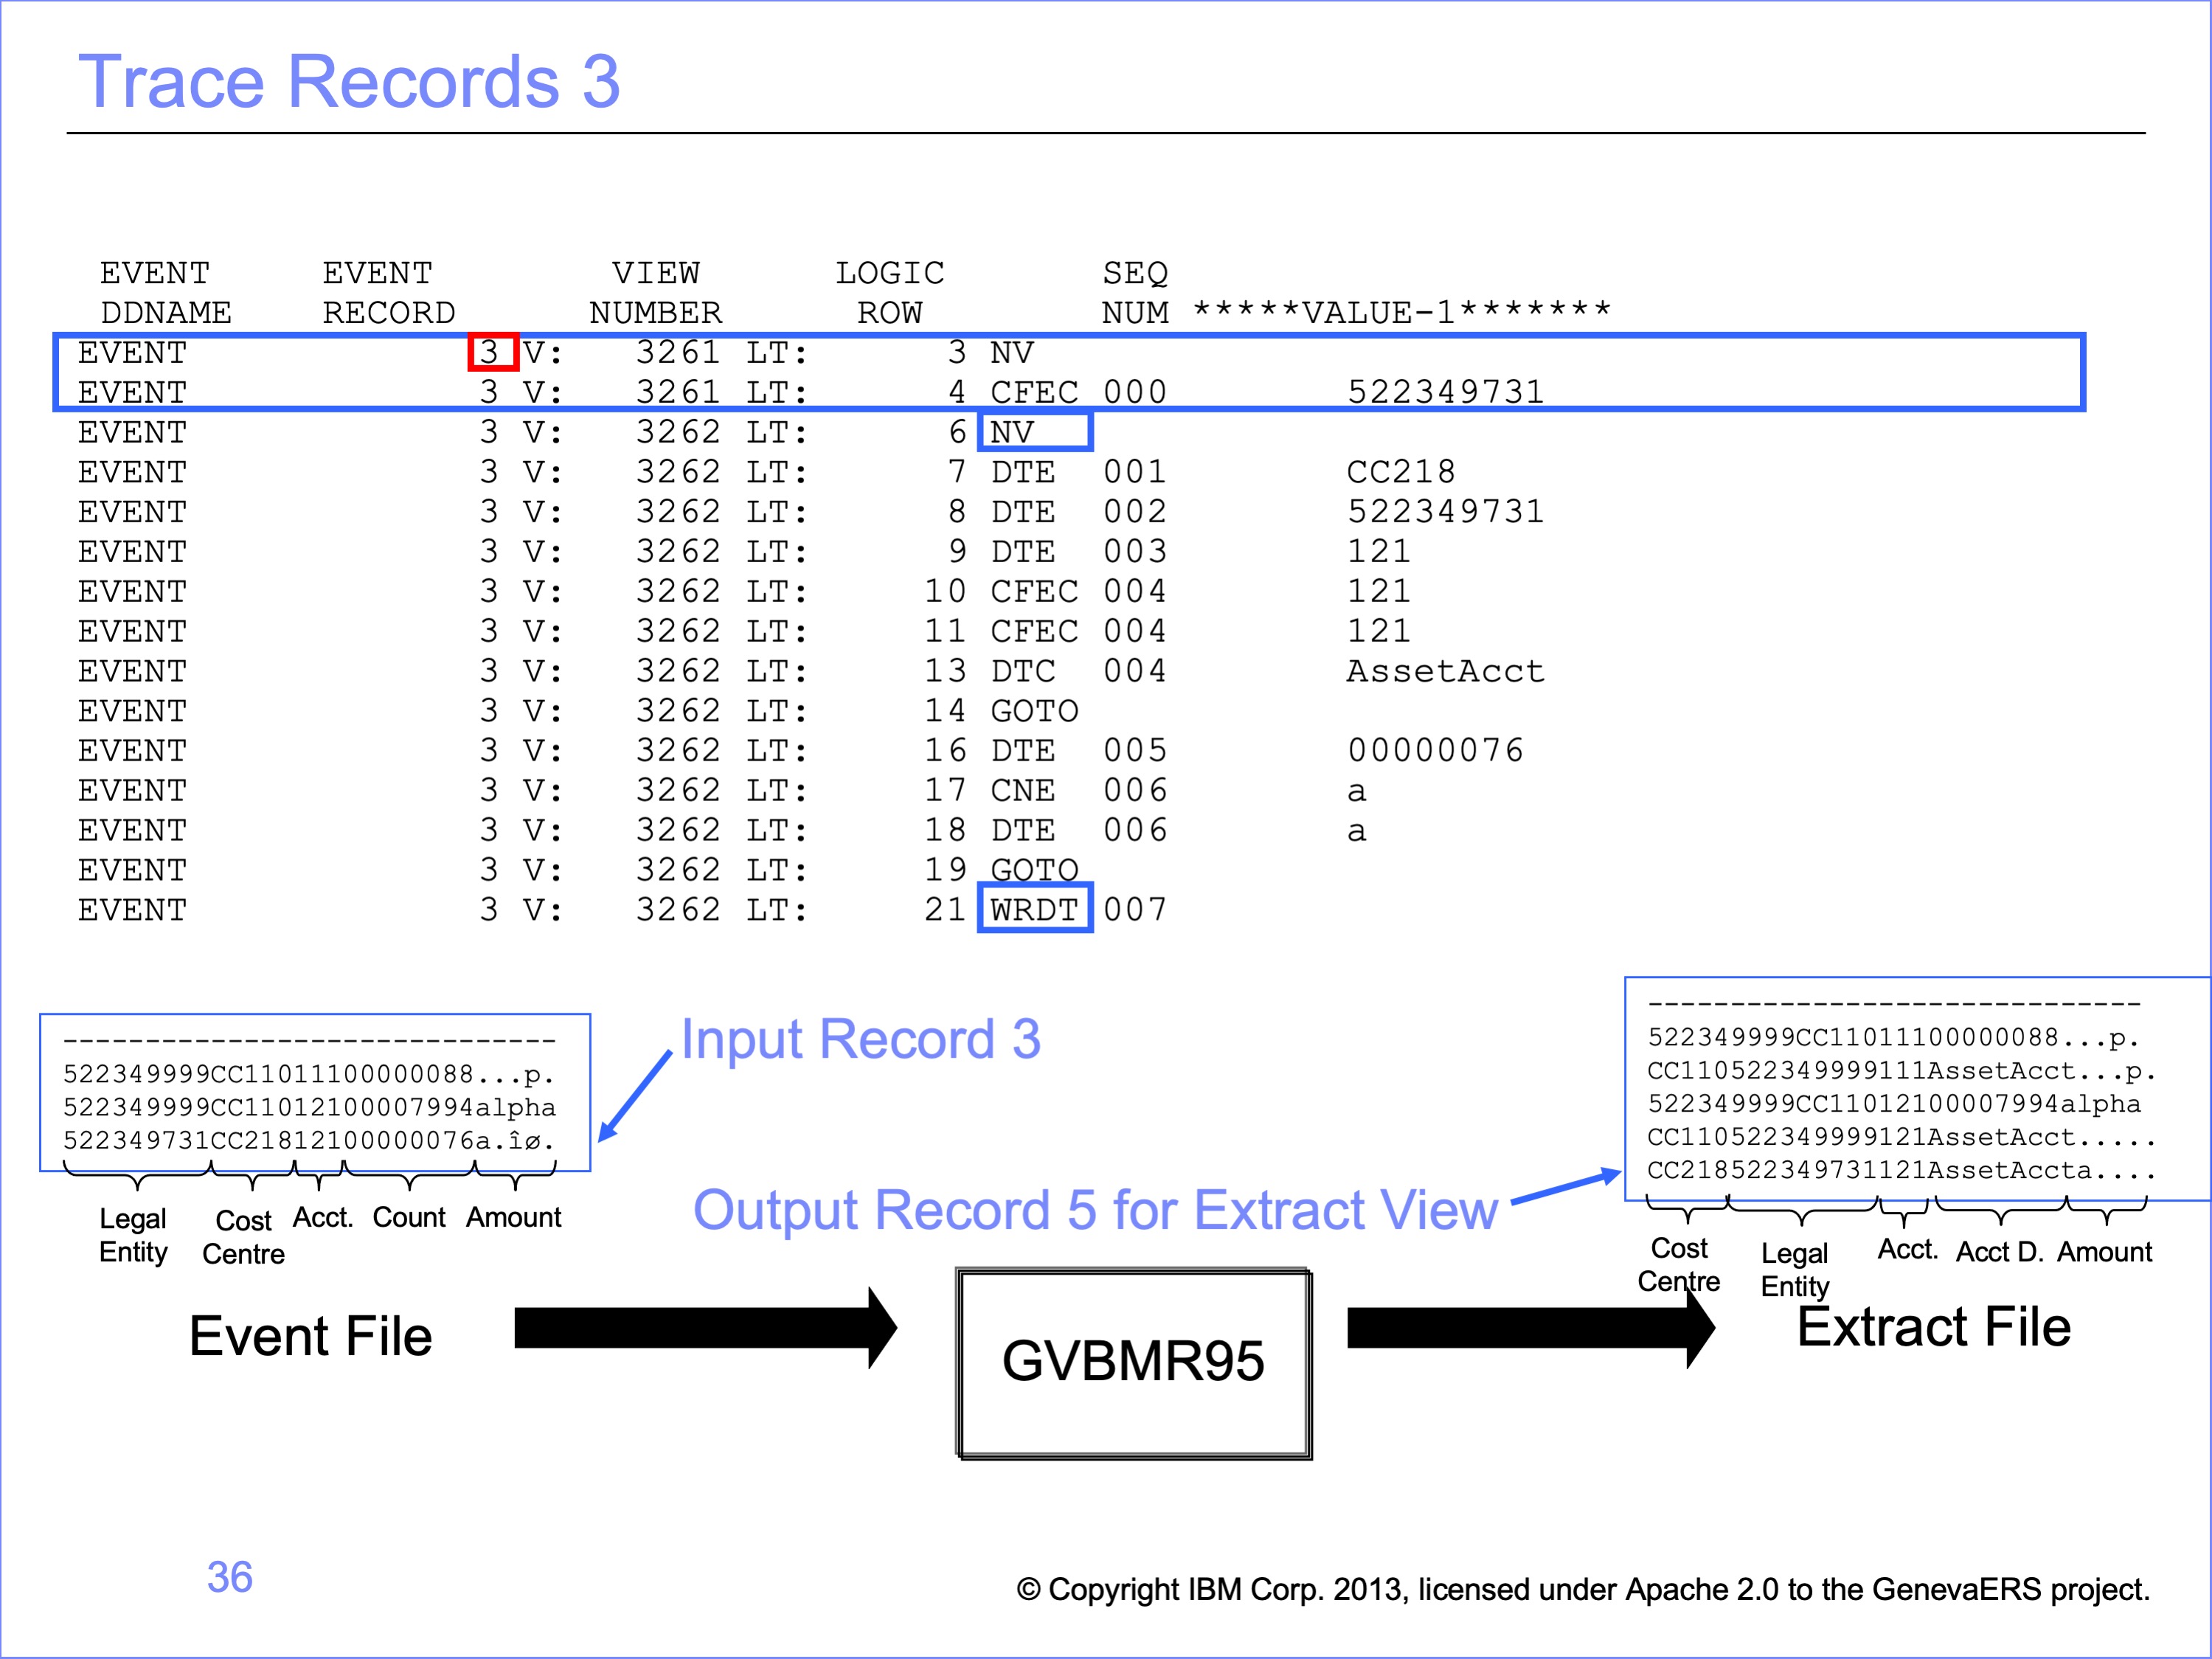 Trace Records 3
EVENT EVENT VIEW LOGIC SEQ
DDNAME RECORD NUMBER ROW NUM *****VALUE-1*******
EVENT 3 V: 3261 LT: 3 NV
EVENT 3 V: 3261 LT: 4 CFEC 000 522349731
EVENT 3 V: 3262 LT: 6 NV
EVENT 3 V: 3262 LT: 7 DTE 001 CC218
EVENT 3 V: 3262 LT: 8 DTE 002 522349731
EVENT 3 V: 3262 LT: 9 DTE 003 121
EVENT 3 V: 3262 LT: 10 CFEC 004 121
EVENT 3 V: 3262 LT: 11 CFEC 004 121
EVENT 3 V: 3262 LT: 13 DTC 004 AssetAcct
EVENT 3 V: 3262 LT: 14 GOTO
EVENT 3 V: 3262 LT: 16 DTE 005 00000076
EVENT 3 V: 3262 LT: 17 CNE 006 a
EVENT 3 V: 3262 LT: 18 DTE 006 a
EVENT 3 V: 3262 LT: 19 GOTO
EVENT 3 V: 3262 LT: 21 WRDT 007
------------------------------
522349999CC11011100000088...p.
522349999CC11012100007994alpha
522349731CC21812100000076a.îø.
Legal
Entity
Cost
Centre
Acct.
Count
Amount
Input Record 3
Output Record 5 for Extract View
------------------------------
522349999CC11011100000088...p.
CC110522349999111AssetAcct...p.
522349999CC11012100007994alpha
CC110522349999121AssetAcct.....
CC218522349731121AssetAccta....
Cost
Centre
Legal
Entity
Acct.
Acct D.
Amount
Event File
GVBMR95
Extract File
36
© Copyright IBM Corp. 2013, licensed under Apache 2.0 to the GenevaERS project.